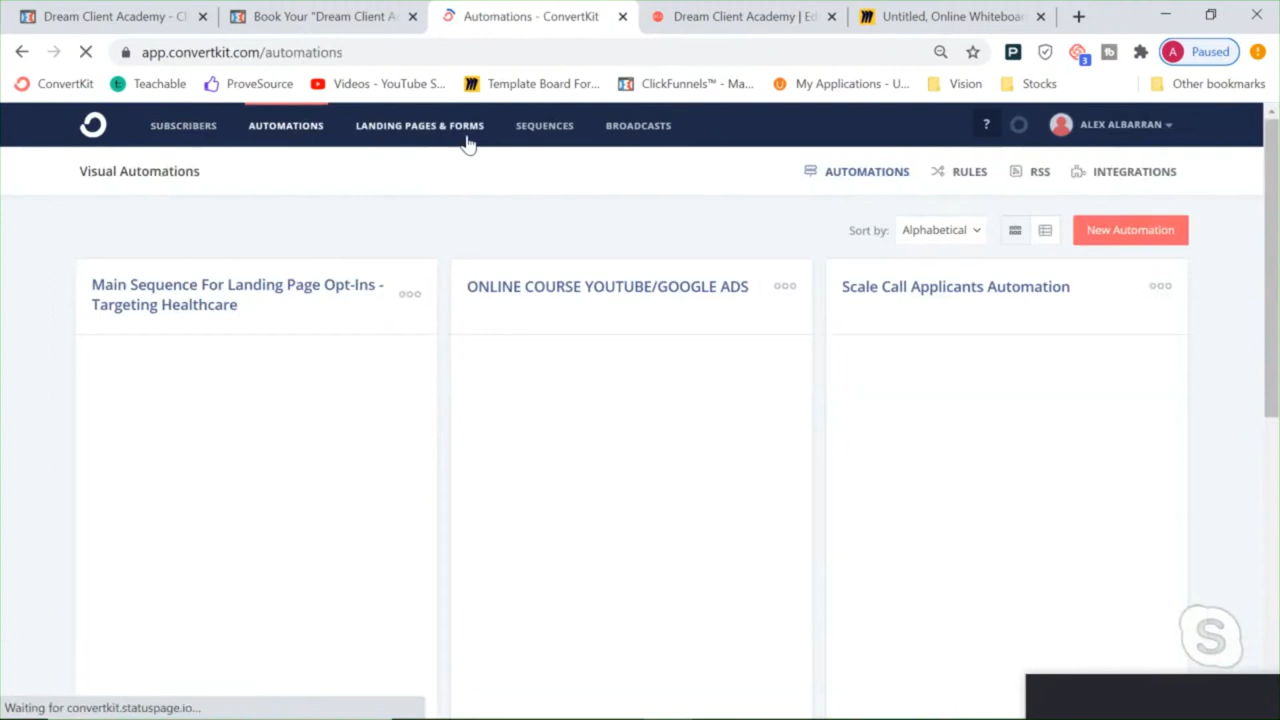 Dream Client Academy - Cl
Book Your "Dream Client A
Automations - ConvertKit
Dream Client Academy | Ed
Untitled, Online Whiteboar
app.convertkit.com/automations
P
tb
3
A Paused
ConvertKit
Teachable
ProveSource
Videos - YouTube S...
Template Board For...
ClickFunnels™ - Ma...
My Applications - U...
Vision
Stocks
Other bookmarks
SUBSCRIBERS
AUTOMATIONS
LANDING PAGES & FORMS
SEQUENCES
BROADCASTS
?
ALEX ALBARRAN
Visual Automations
AUTOMATIONS
RULES
RSS
INTEGRATIONS
Sort by:
Alphabetical
New Automation
Main Sequence For Landing Page Opt-Ins -
Targeting Healthcare
ONLINE COURSE YOUTUBE/GOOGLE ADS
Scale Call Applicants Automation
S
Waiting for convertkit.statuspage.io...